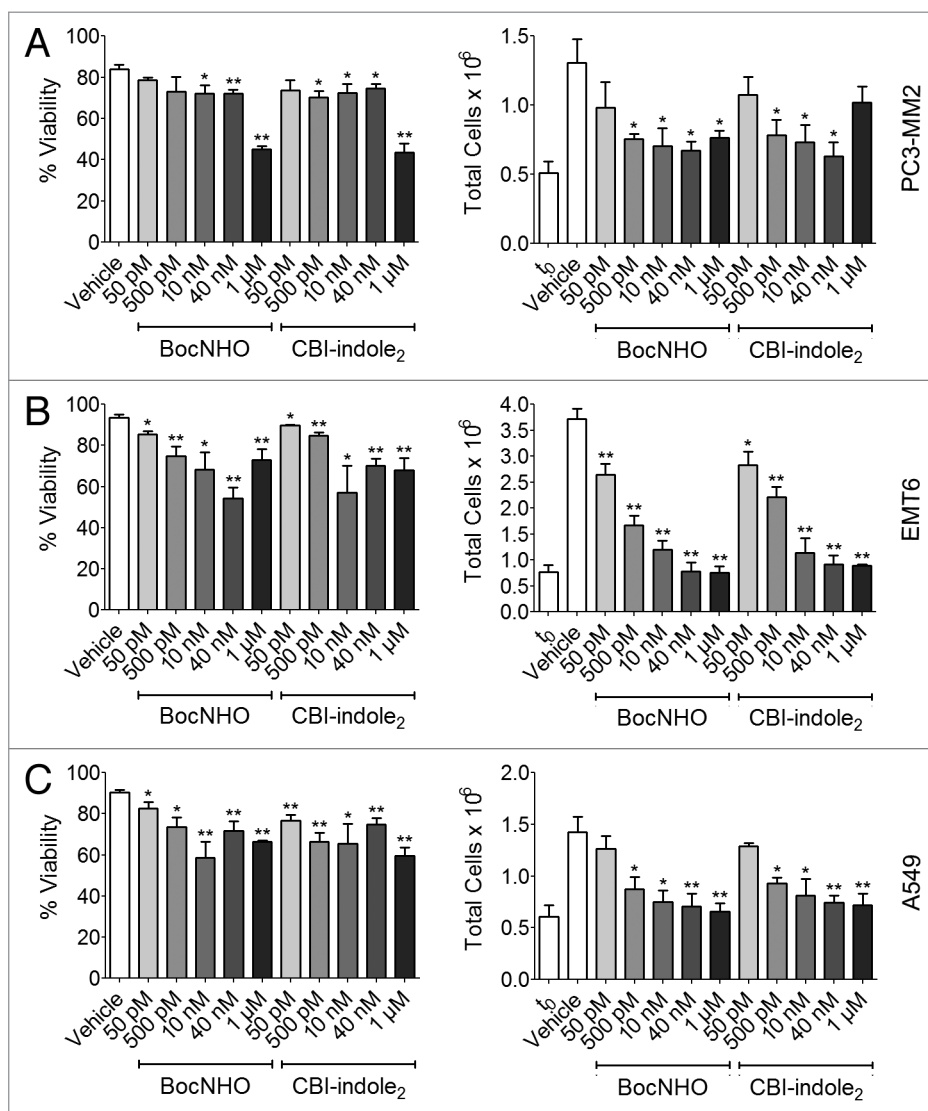 A
% Viability
100
80
60
40
20
0
* ** ** * * * **
Vehicle
50 pM
500 pM
10 nM
40 nM
1 µM
50 pM
500 pM
10 nM
40 nM
1 µM
BocNHO
CBI-indole2
Total Cells x 10^6
1.5
1.0
0.5
0.0
* * * * * * *
t0
Vehicle
50 pM
500 pM
10 nM
40 nM
1 µM
50 pM
500 pM
10 nM
40 nM
1 µM
BocNHO
CBI-indole2
PC3-MM2
B
% Viability
100
80
60
40
20
0
* ** * ** ** * ** * ** **
Vehicle
50 pM
500 pM
10 nM
40 nM
1 µM
50 pM
500 pM
10 nM
40 nM
1 µM
BocNHO
CBI-indole2
Total Cells x 10^6
4.0
3.5
3.0
2.5
2.0
1.5
1.0
0.5
0.0
** ** ** ** ** * ** ** ** **
t0
Vehicle
50 pM
500 pM
10 nM
40 nM
1 µM
50 pM
500 pM
10 nM
40 nM
1 µM
BocNHO
CBI-indole2
EMT6
C
% Viability
100
80
60
40
20
0
* * ** ** ** ** ** * ** **
Vehicle
50 pM
500 pM
10 nM
40 nM
1 µM
50 pM
500 pM
10 nM
40 nM
1 µM
BocNHO
CBI-indole2
Total Cells x 10^6
2.0
1.5
1.0
0.5
0.0
* * ** ** * * ** **
t0
Vehicle
50 pM
500 pM
10 nM
40 nM
1 µM
50 pM
500 pM
10 nM
40 nM
1 µM
BocNHO
CBI-indole2
A549